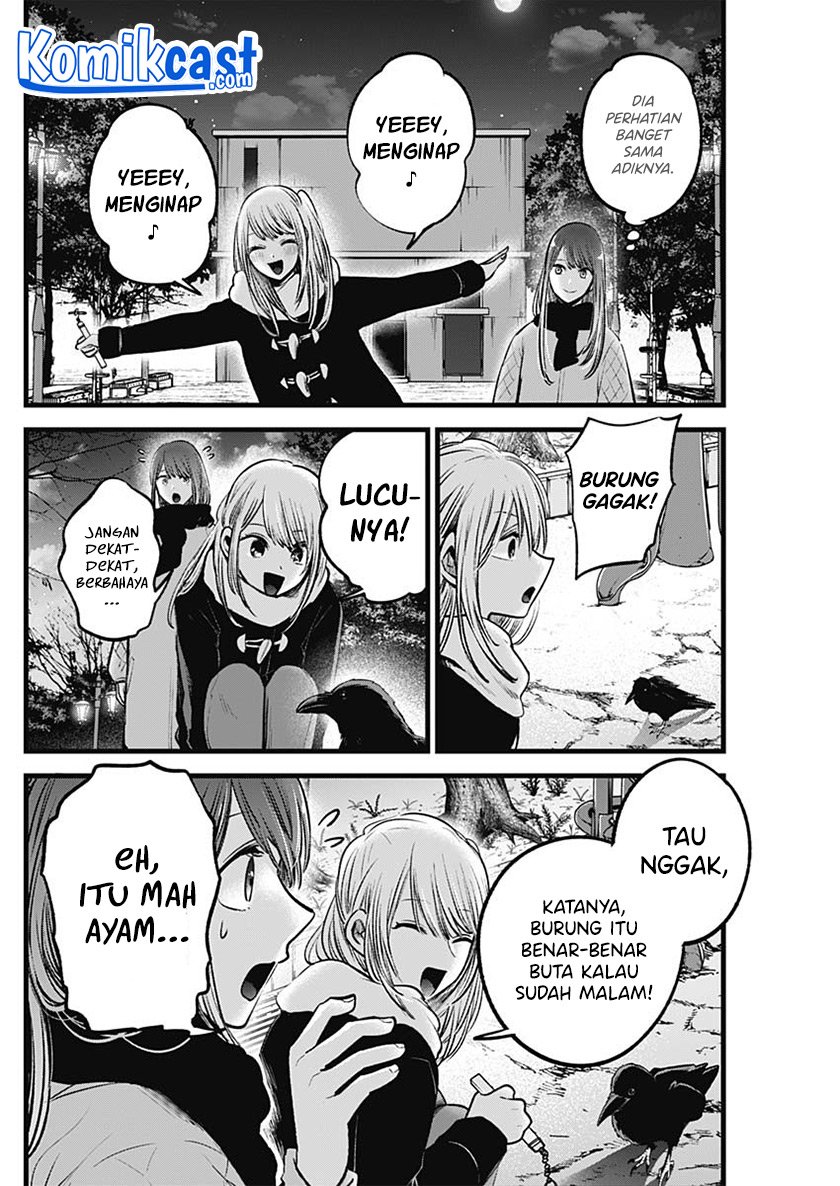 Komikcast
.com
DIA
PERHATIAN
BANGET
SAMA
ADIKNYA.
YEEEY,
MENGINAP
♪
YEEEY,
MENGINAP
♪
BURUNG
GAGAK!
LUCU-
NYA!
JANGAN
DEKAT-
DEKAT,
BERBAHAYA
...
TAU
NGGAK,
KATANYA,
BURUNG ITU
BENAR-BENAR
BUTA KALAU
SUDAH MALAM!
EH,
ITU MAH
AYAM...